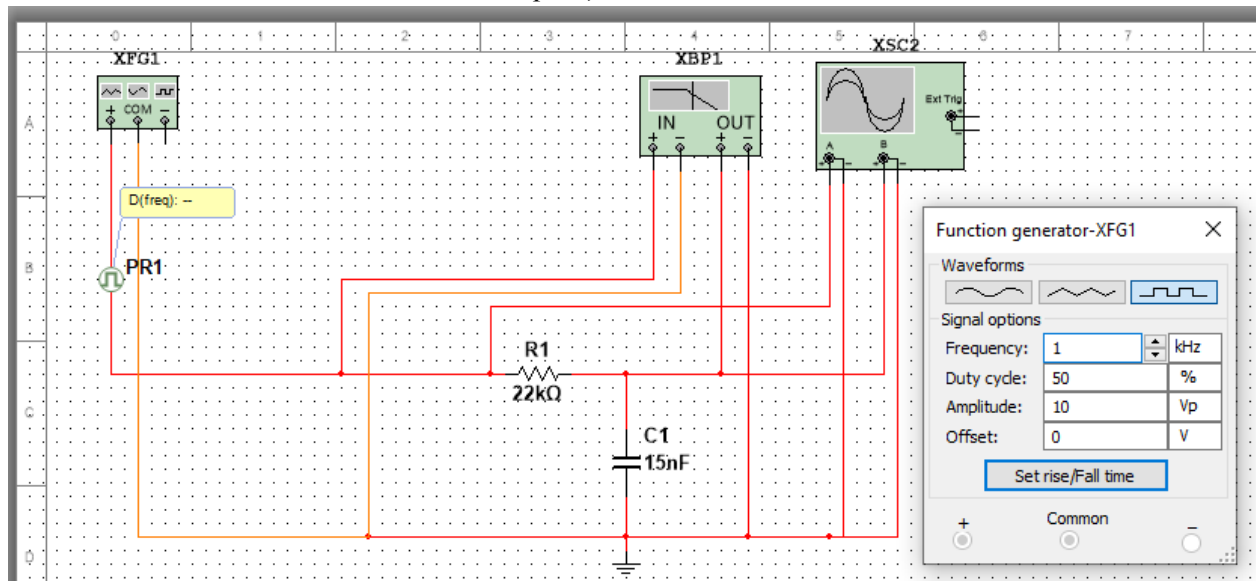 0 1 2 3 4 5 6 7
XFG1
XBP1
XSC2
COM
+ −
IN OUT
+ − + −
Ext Trig
+
−
A B
+ − + −
A
D(freq): --
PR1
B
R1
22kΩ
C
C1
15nF
D
Function generator-XFG1
Waveforms
Signal options
Frequency: 1 kHz
Duty cycle: 50 %
Amplitude: 10 Vp
Offset: 0 V
Set rise/Fall time
+ Common −